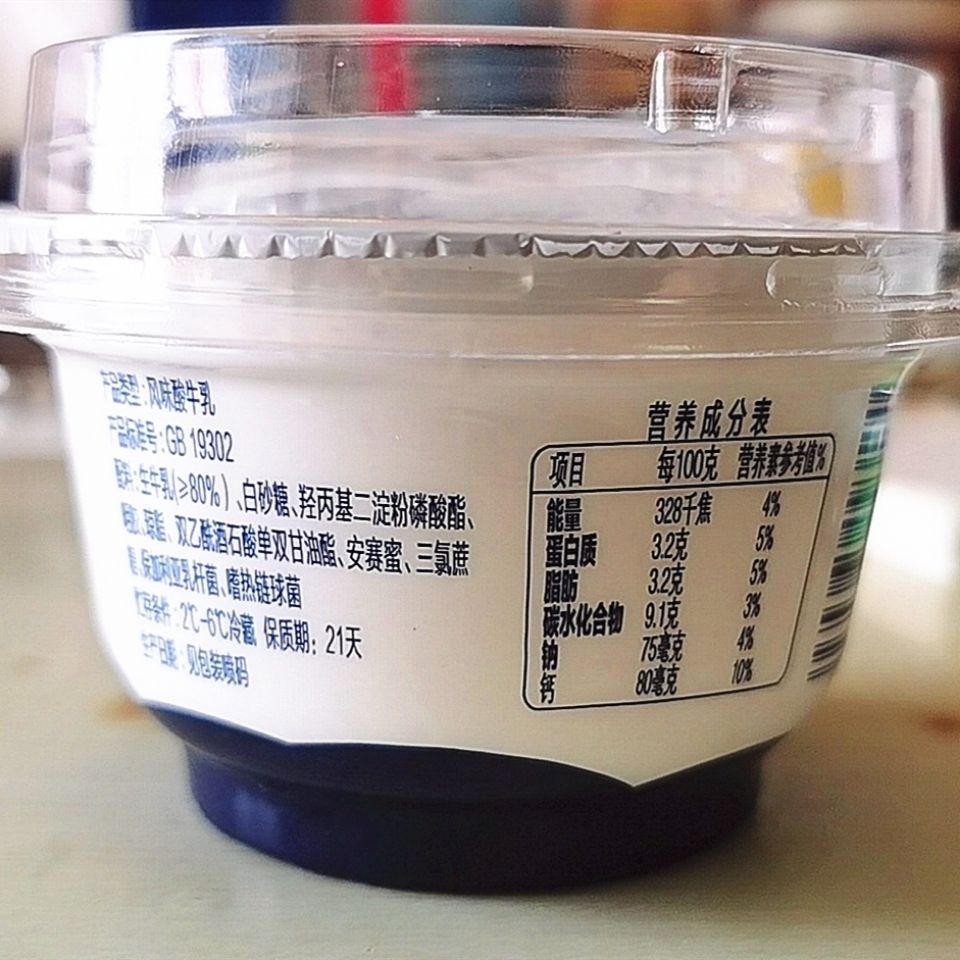 产品类型：风味酸牛乳
产品标准号：GB 19302
配料：生牛乳(≥80%)、白砂糖、羟丙基二淀粉磷酸酯、
果胶、琼脂、双乙酰酒石酸单双甘油酯、安赛蜜、三氯蔗
糖、保加利亚乳杆菌、嗜热链球菌
贮存条件：2℃-6℃冷藏 保质期：21天
生产日期：见包装喷码
营养成分表
项目 每100克 营养素参考值%
能量 328千焦 4%
蛋白质 3.2克 5%
脂肪 3.2克 5%
碳水化合物 9.1克 3%
钠 75毫克 4%
钙 80毫克 10%